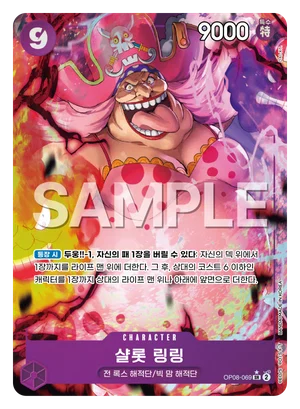 9
9000
특수
特
SAMPLE
등장 시 두웅!!-1, 자신의 패 1장을 버릴 수 있다: 자신의 덱 위에서
1장까지를 라이프 맨 위에 더한다. 그 후, 상대의 코스트 6 이하인
캐릭터를 1장까지 상대의 라이프 맨 위나 아래에 앞면으로 더한다.
CHARACTER
샬롯 링링
전 록스 해적단/빅 맘 해적단
OP08-069 SR 2